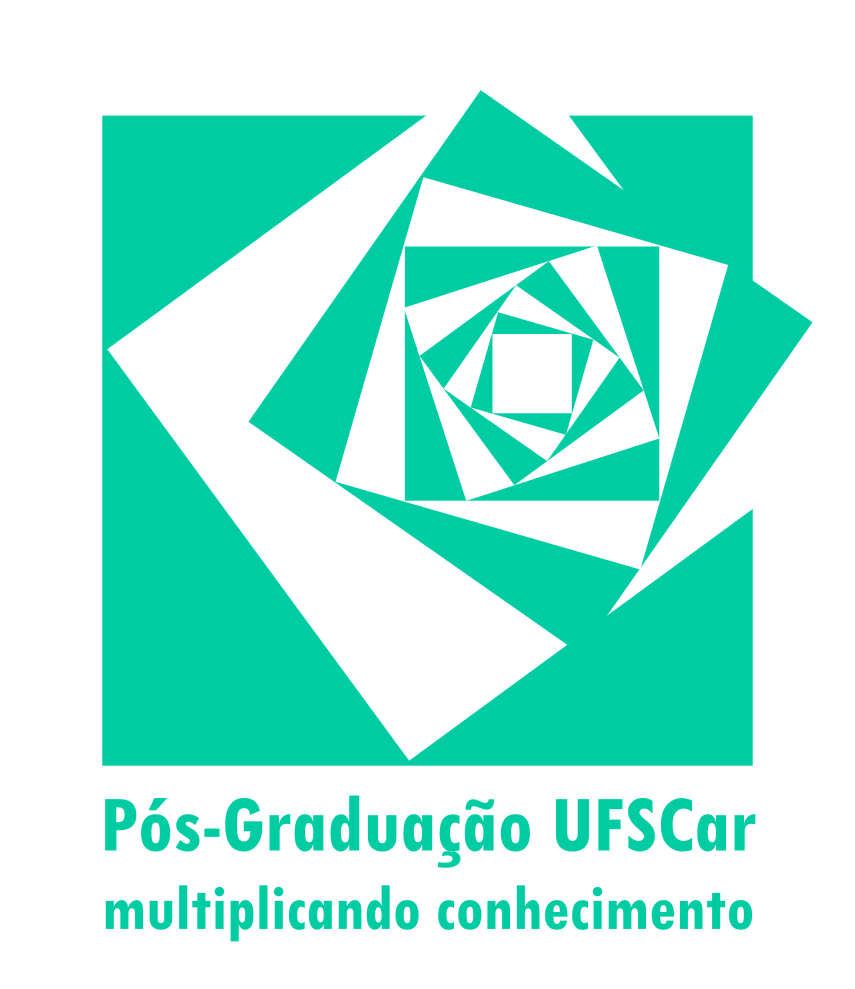 Pós-Graduação UFSCar
multiplicando conhecimento